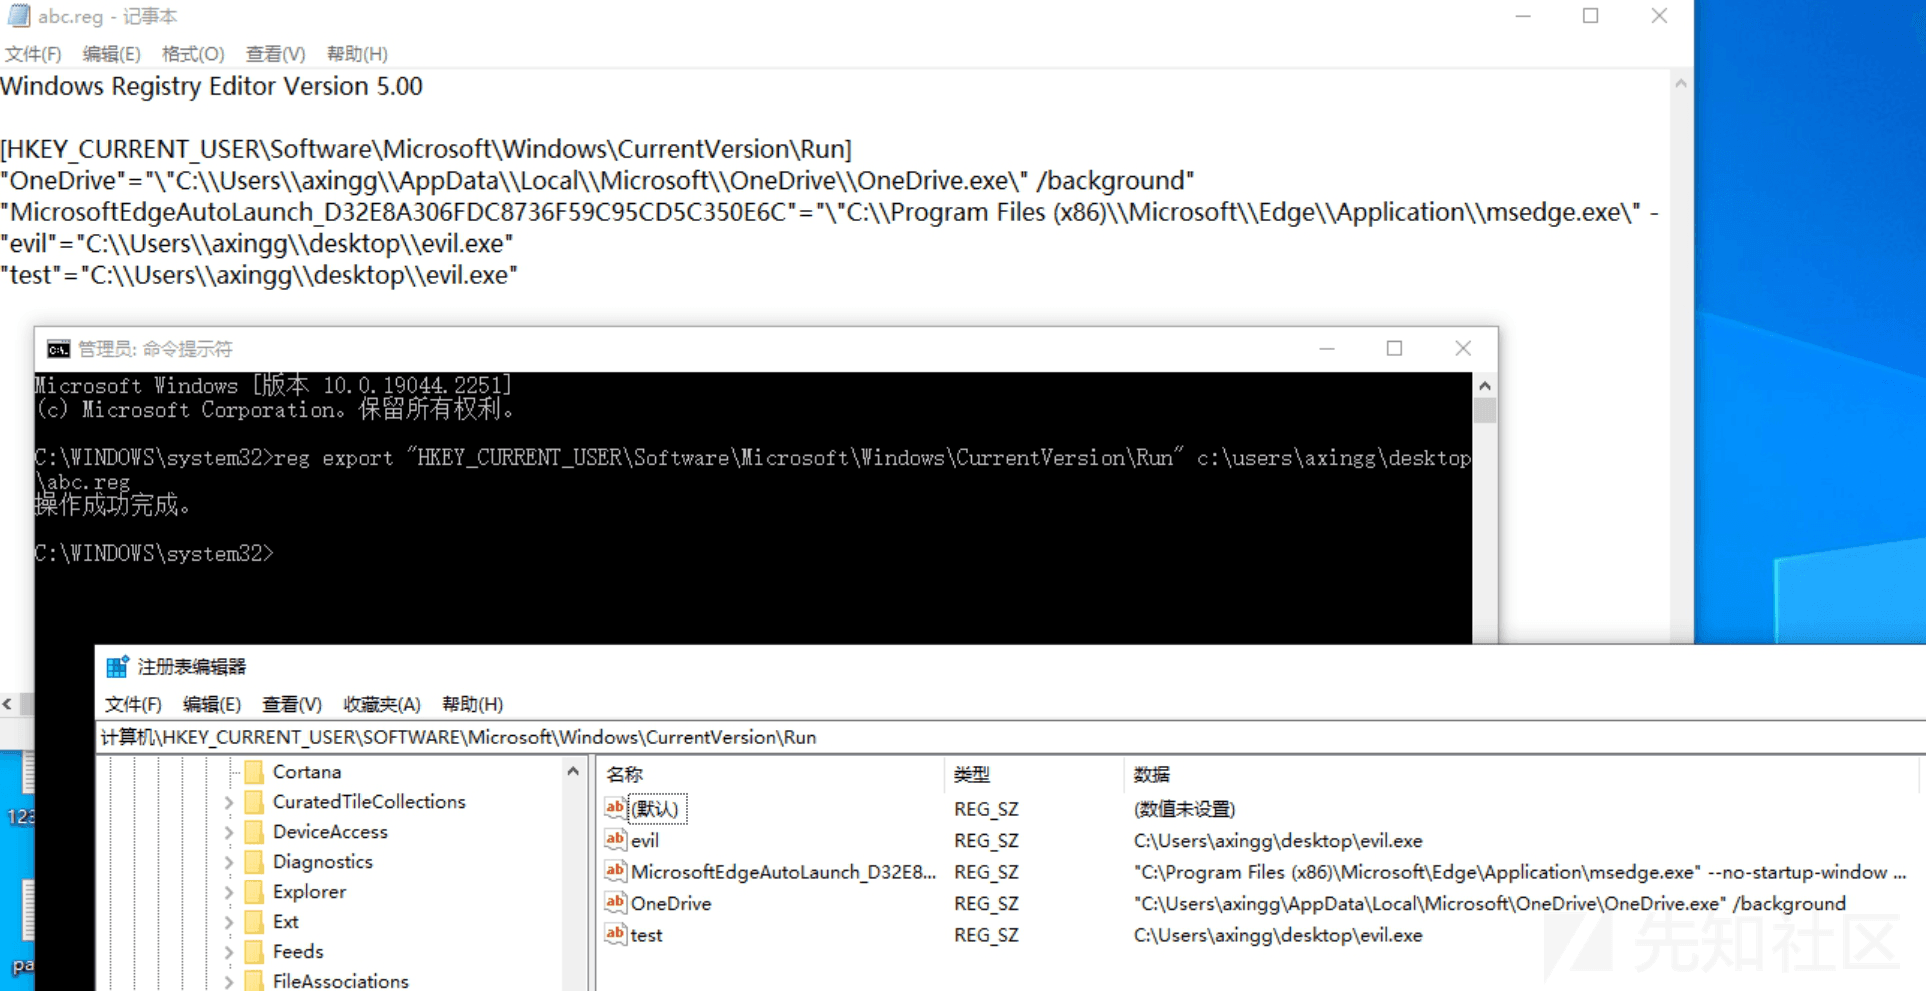 abc.reg - 记事本
文件(F) 编辑(E) 格式(O) 查看(V) 帮助(H)
Windows Registry Editor Version 5.00
[HKEY_CURRENT_USER\Software\Microsoft\Windows\CurrentVersion\Run]
"OneDrive"="\"C:\\Users\\axingg\\AppData\\Local\\Microsoft\\OneDrive\\OneDrive.exe\" /background"
"MicrosoftEdgeAutoLaunch_D32E8A306FDC8736F59C95CD5C350E6C"="\"C:\\Program Files (x86)\\Microsoft\\Edge\\Application\\msedge.exe\" -
"evil"="C:\\Users\\axingg\\desktop\\evil.exe"
"test"="C:\\Users\\axingg\\desktop\\evil.exe"
管理员: 命令提示符
Microsoft Windows [版本 10.0.19044.2251]
(c) Microsoft Corporation。保留所有权利。
C:\WINDOWS\system32>reg export "HKEY_CURRENT_USER\Software\Microsoft\Windows\CurrentVersion\Run" c:\users\axingg\desktop
\abc.reg
操作成功完成。
C:\WINDOWS\system32>
注册表编辑器
文件(F) 编辑(E) 查看(V) 收藏夹(A) 帮助(H)
计算机\HKEY_CURRENT_USER\SOFTWARE\Microsoft\Windows\CurrentVersion\Run
Cortana
CuratedTileCollections
DeviceAccess
Diagnostics
Explorer
Ext
Feeds
FileAssociations
名称 类型 数据
(默认) REG_SZ (数值未设置)
evil REG_SZ C:\Users\axingg\desktop\evil.exe
MicrosoftEdgeAutoLaunch_D32E8... REG_SZ "C:\Program Files (x86)\Microsoft\Edge\Application\msedge.exe" --no-startup-window ...
OneDrive REG_SZ "C:\Users\axingg\AppData\Local\Microsoft\OneDrive\OneDrive.exe" /background
test REG_SZ C:\Users\axingg\desktop\evil.exe
123
pa
先知社区